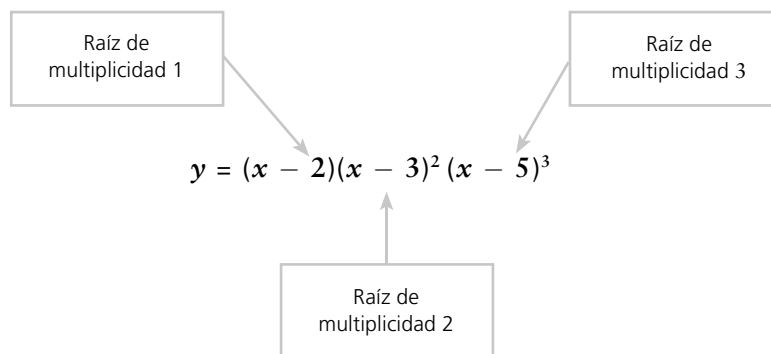 Raíz de
multiplicidad 1
Raíz de
multiplicidad 3
y = (x − 2)(x − 3)² (x − 5)³
Raíz de
multiplicidad 2